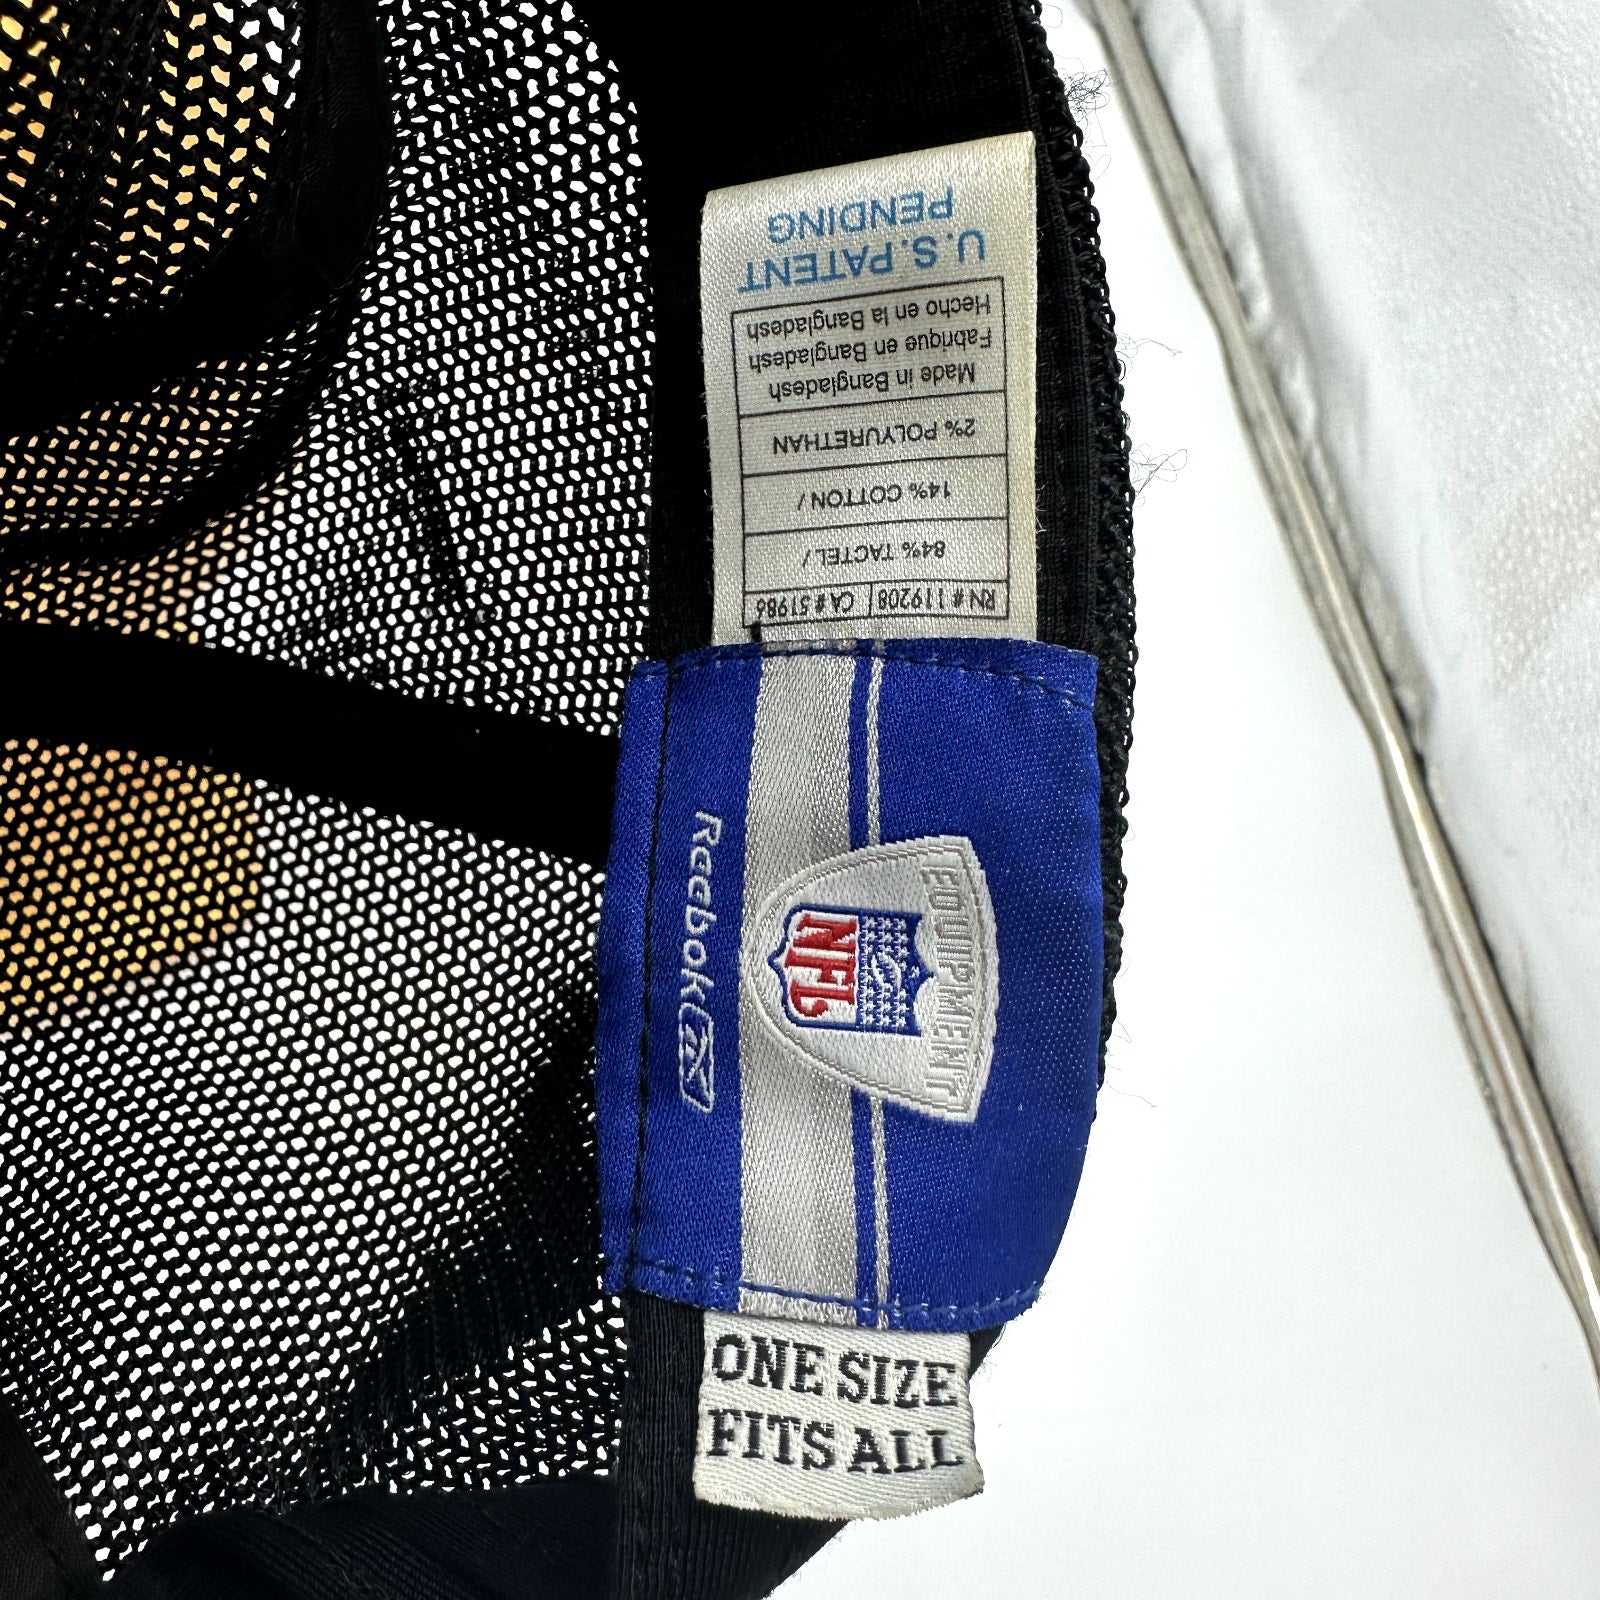 U.S.PATENT
PENDING
Hecho en la Bangladesh
Fabrique en Bangladesh
Made in Bangladesh
2% POLYURETHAN
14% COTTON /
84% TACTEL /
RN # 119208 CA # 51986
Reebok
NFL
EQUIPMENT
ONE SIZE
FITS ALL